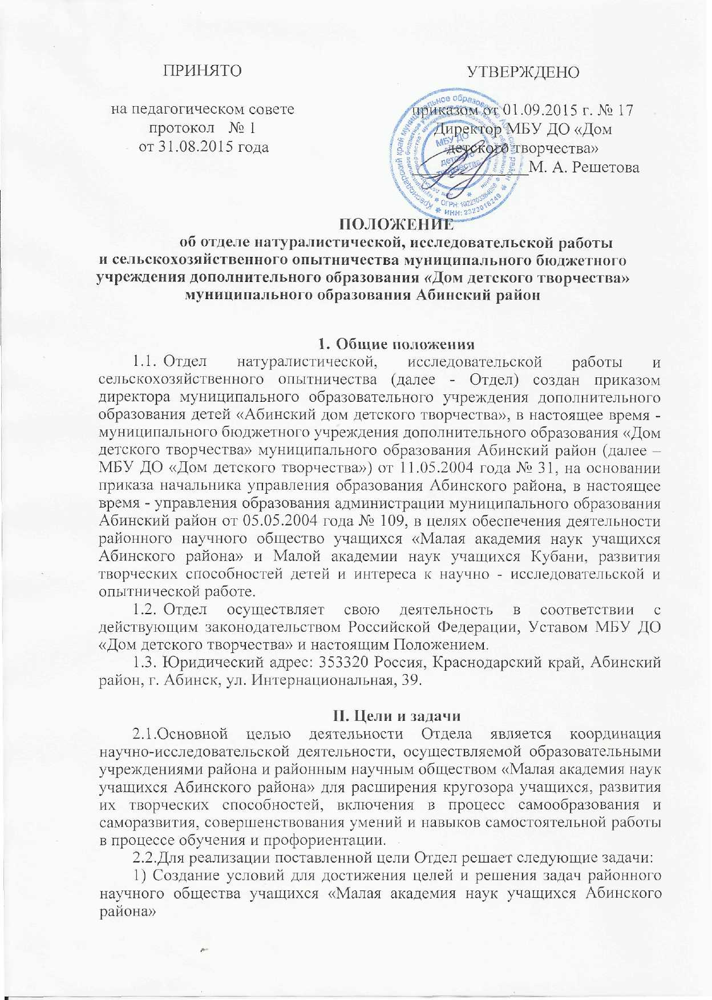 ПРИНЯТО
на педагогическом совете
протокол № 1
от 31.08.2015 года
УТВЕРЖДЕНО
приказом от 01.09.2015 г. № 17
Директор МБУ ДО «Дом
детского творчества»
М. А. Решетова
Краснодарский край муниципальное образование Абинский район
ОГРН: 1022303384059
ИНН: 2323018249
МБУ ДО
"Дом
детского
творчества"
ПОЛОЖЕНИЕ
об отделе натуралистической, исследовательской работы
и сельскохозяйственного опытничества муниципального бюджетного
учреждения дополнительного образования «Дом детского творчества»
муниципального образования Абинский район
1. Общие положения
1.1. Отдел натуралистической, исследовательской работы и
сельскохозяйственного опытничества (далее - Отдел) создан приказом
директора муниципального образовательного учреждения дополнительного
образования детей «Абинский дом детского творчества», в настоящее время -
муниципального бюджетного учреждения дополнительного образования «Дом
детского творчества» муниципального образования Абинский район (далее –
МБУ ДО «Дом детского творчества») от 11.05.2004 года № 31, на основании
приказа начальника управления образования Абинского района, в настоящее
время - управления образования администрации муниципального образования
Абинский район от 05.05.2004 года № 109, в целях обеспечения деятельности
районного научного общество учащихся «Малая академия наук учащихся
Абинского района» и Малой академии наук учащихся Кубани, развития
творческих способностей детей и интереса к научно - исследовательской и
опытнической работе.
1.2. Отдел осуществляет свою деятельность в соответствии с
действующим законодательством Российской Федерации, Уставом МБУ ДО
«Дом детского творчества» и настоящим Положением.
1.3. Юридический адрес: 353320 Россия, Краснодарский край, Абинский
район, г. Абинск, ул. Интернациональная, 39.
II. Цели и задачи
2.1.Основной целью деятельности Отдела является координация
научно-исследовательской деятельности, осуществляемой образовательными
учреждениями района и районным научным обществом «Малая академия наук
учащихся Абинского района» для расширения кругозора учащихся, развития
их творческих способностей, включения в процесс самообразования и
саморазвития, совершенствования умений и навыков самостоятельной работы
в процессе обучения и профориентации.
2.2.Для реализации поставленной цели Отдел решает следующие задачи:
1) Создание условий для достижения целей и решения задач районного
научного общества учащихся «Малая академия наук учащихся Абинского
района»